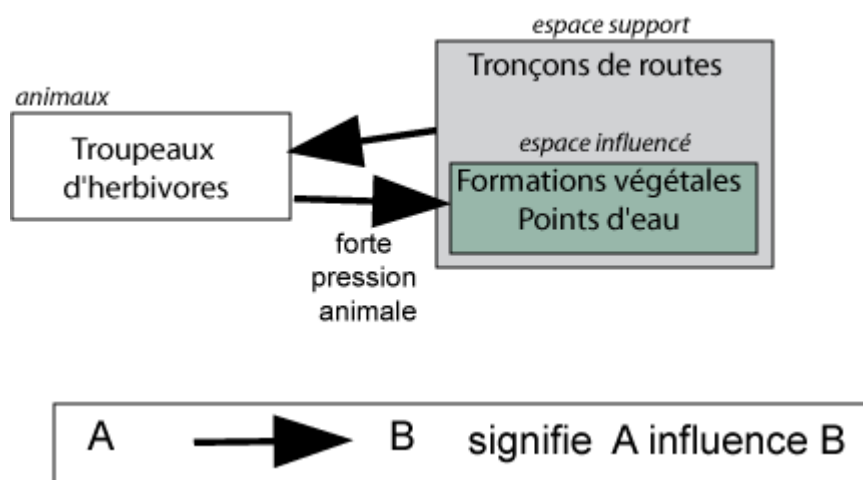 espace support
Tronçons de routes
animaux
Troupeaux
d'herbivores
espace influencé
Formations végétales
Points d'eau
forte
pression
animale
A B signifie A influence B